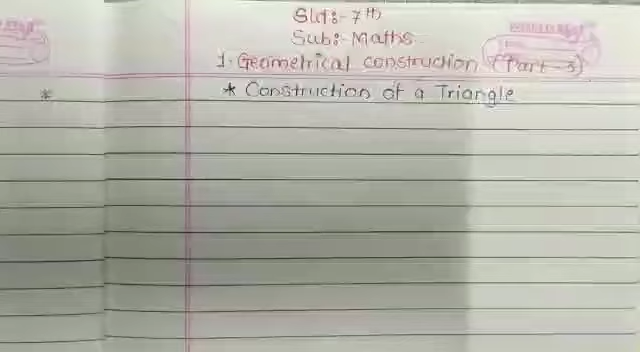 Std:- 7th
Sub:- Maths
1. Geometrical construction (Part-3)
* Construction of a Triangle
*